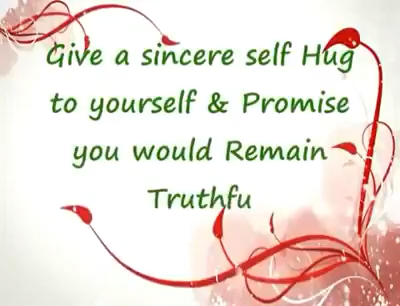 Give a sincere self Hug
to yourself & Promise
you would Remain
Truthfu